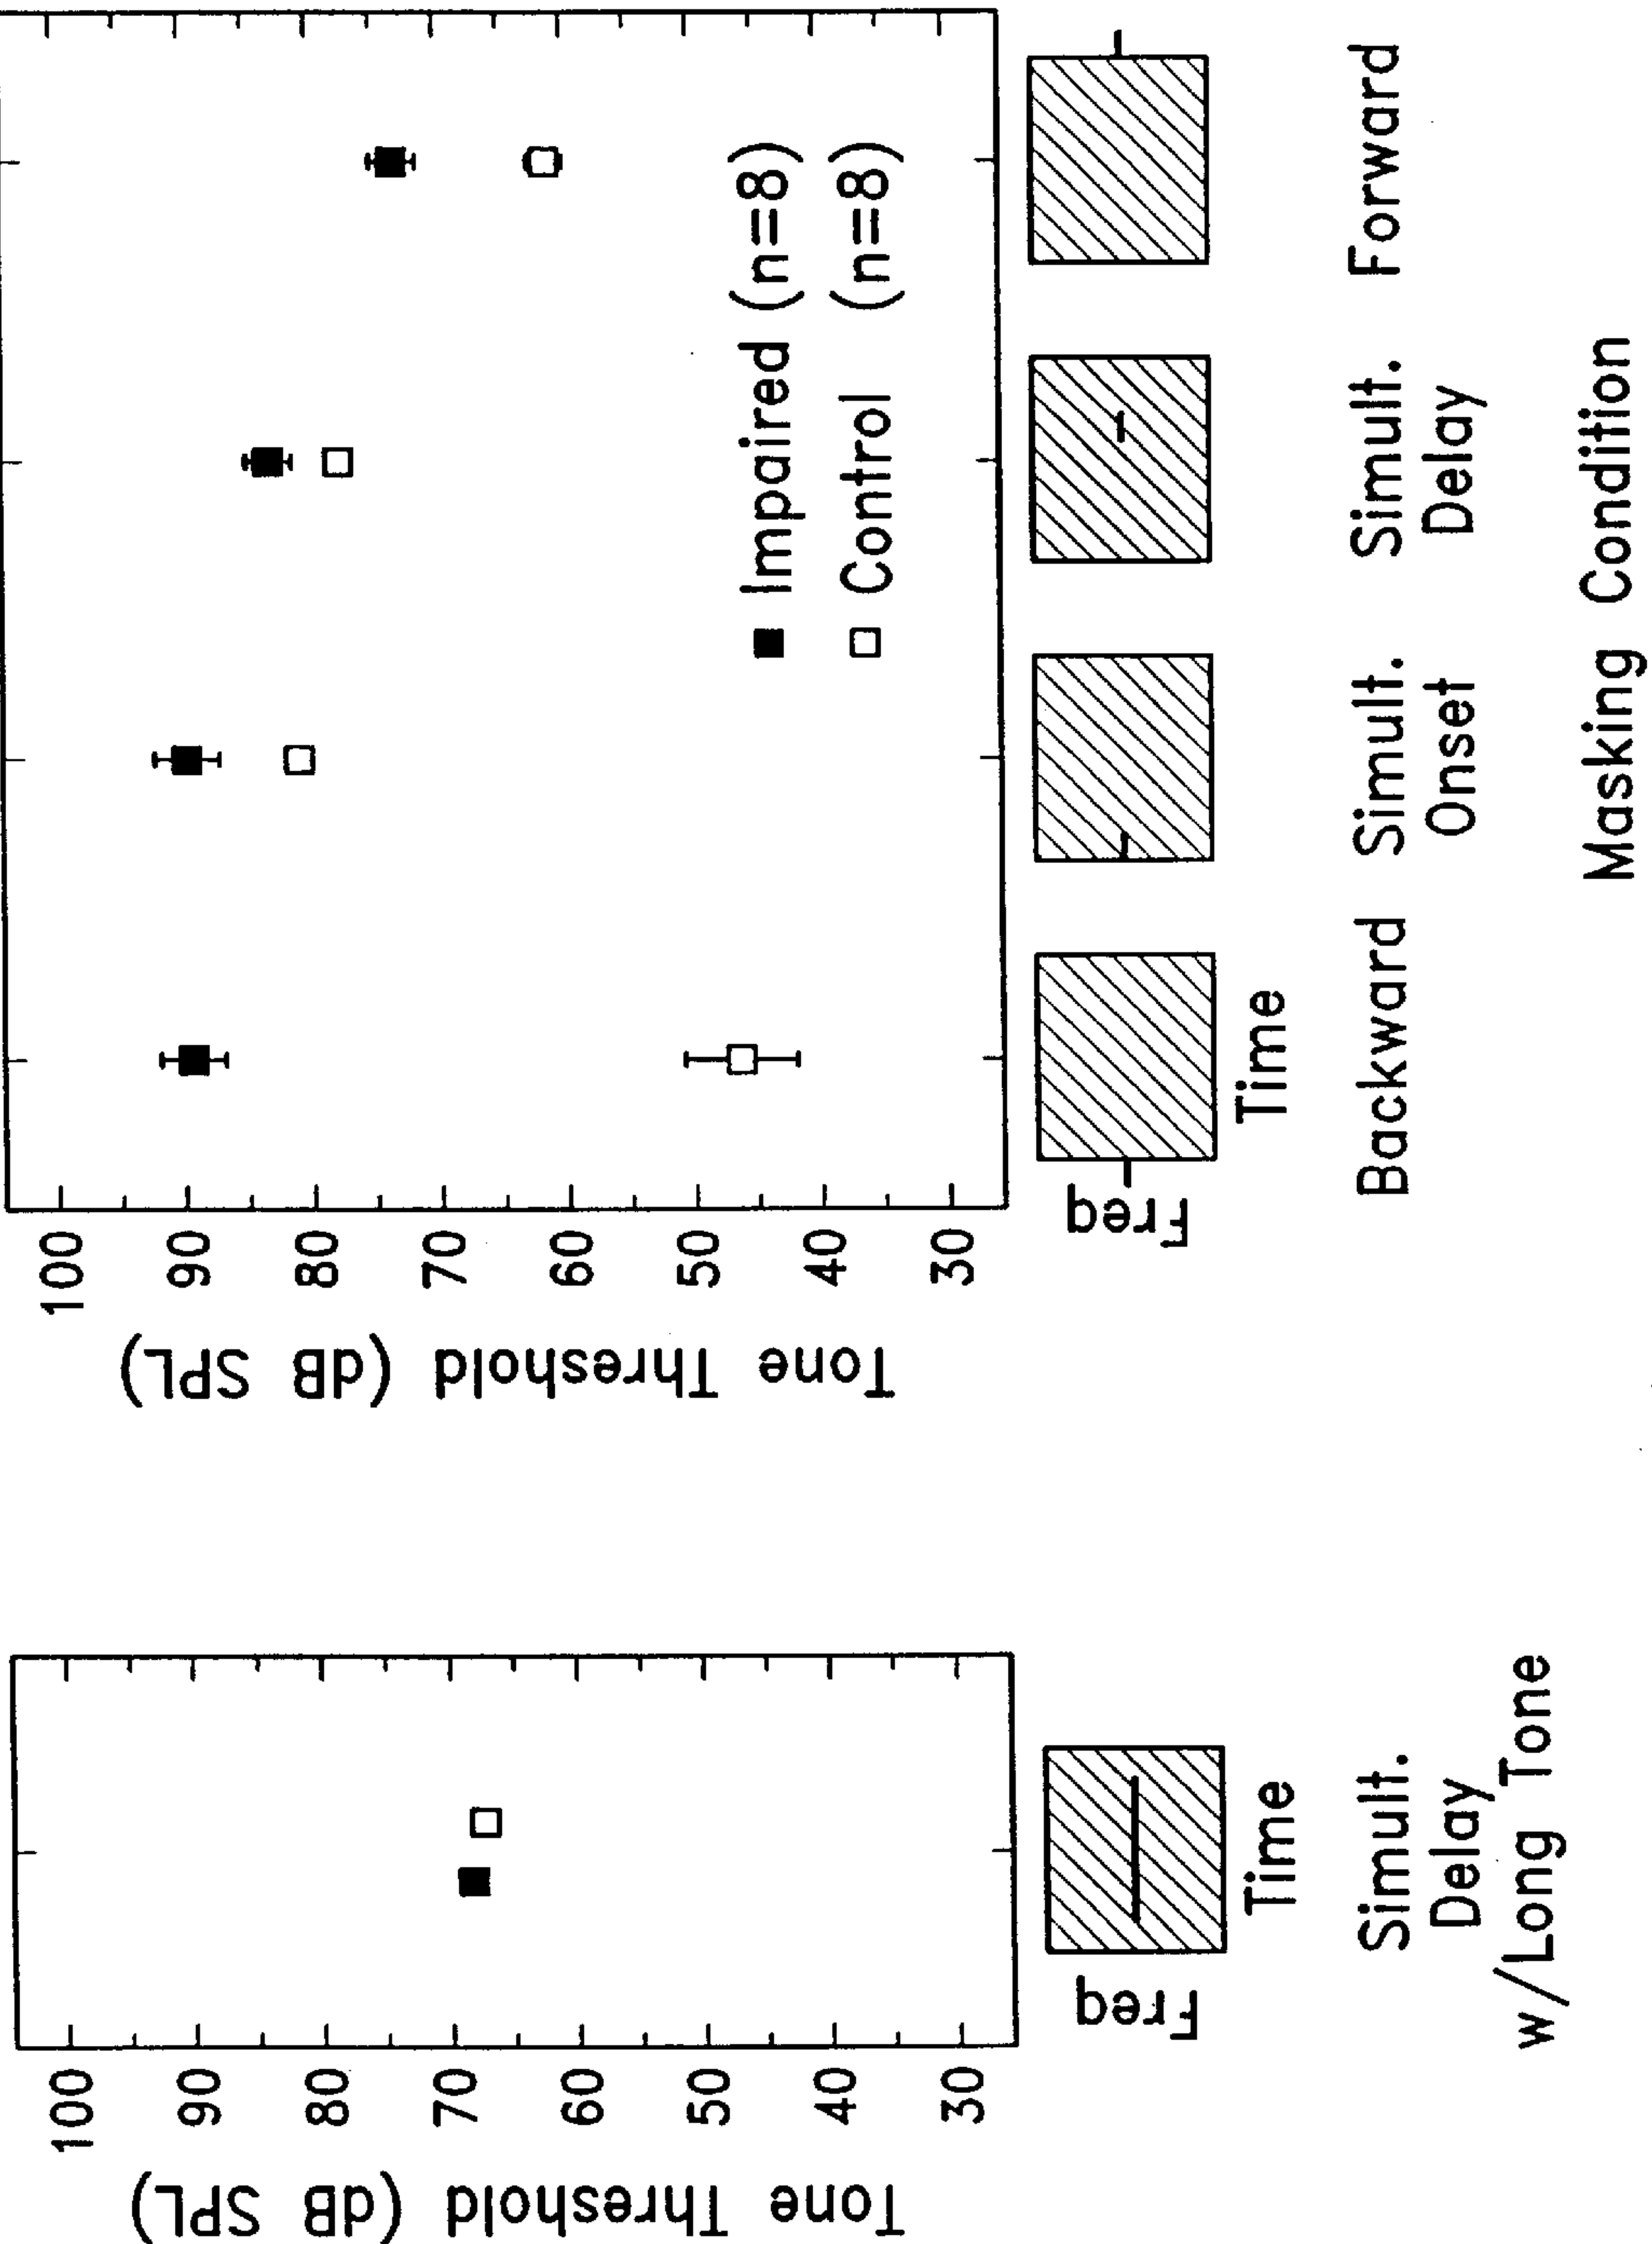 Tone Threshold (dB SPL)
100
90
80
70
60
50
40
30
Freq
Time
Simult.
Delay
w/Long Tone
Tone Threshold (dB SPL)
100
90
80
70
60
50
40
30
Impaired (n=8)
Control (n=8)
Freq
Time
Backward Simult. Simult. Forward
Onset Delay
Masking Condition